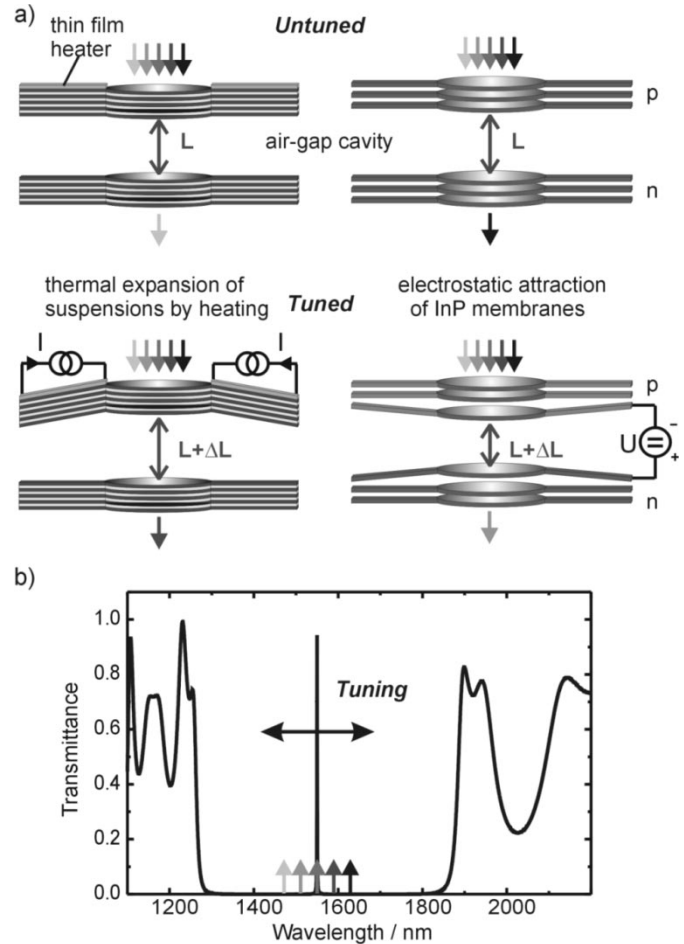 a)
thin film
heater
Untuned
L
air-gap cavity
L
p
n
thermal expansion of
suspensions by heating
Tuned
electrostatic attraction
of InP membranes
I
I
L+ΔL
L+ΔL
p
n
U
-
=
+
b)
Transmittance
1.0
0.8
0.6
0.4
0.2
0.0
Tuning
1200 1400 1600 1800 2000
Wavelength / nm